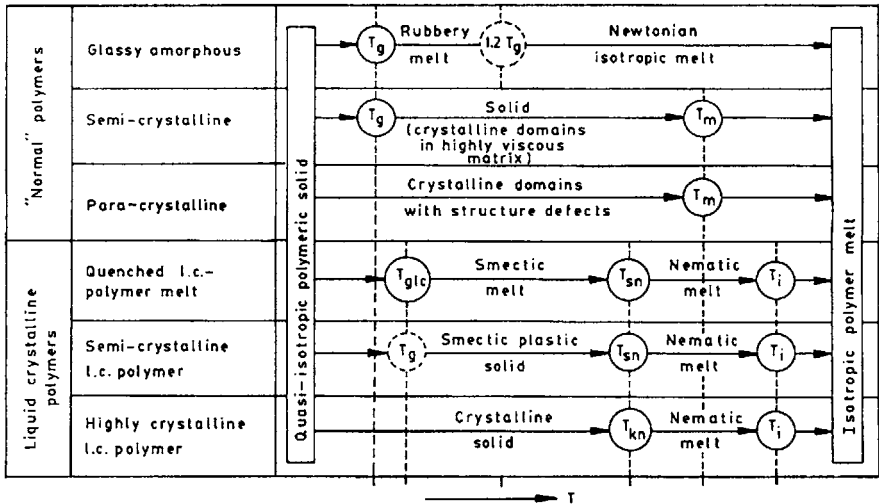 "Normal" polymers
Glassy amorphous
Tg
Rubbery
melt
1.2 Tg
Newtonian
isotropic melt
Semi-crystalline
Tg
Solid
(crystalline domains
in highly viscous
matrix)
Tm
Para-crystalline
Crystalline domains
with structure defects
Tm
Liquid crystalline
polymers
Quenched l.c.-
polymer melt
Tglc
Smectic
melt
Tsn
Nematic
melt
Ti
Semi-crystalline
l.c. polymer
Tg
Smectic plastic
solid
Tsn
Nematic
melt
Ti
Highly crystalline
l.c. polymer
Crystalline
solid
Tkn
Nematic
melt
Ti
Quasi-isotropic polymeric solid
Isotropic polymer melt
T